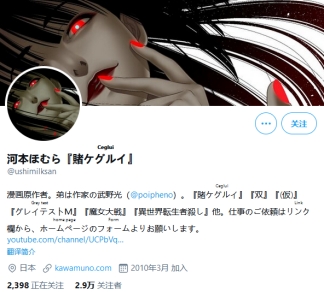 关注
Cegkui
河本ほむら『賭ケグルイ』
@ushimilksan
漫画原作者。弟は作家の武野光（@poipheno）。『賭ケグルイ』『双』『(仮)』
『グレイテストM』『魔女大戦』『異世界転生者殺し』他。仕事のご依頼はリンク
欄から、ホームページのフォームよりお願いします。
youtube.com/channel/UCPbVq...
翻译简介
日本 kawamuno.com 2010年3月 加入
2,398 正在关注 2.9万 关注者